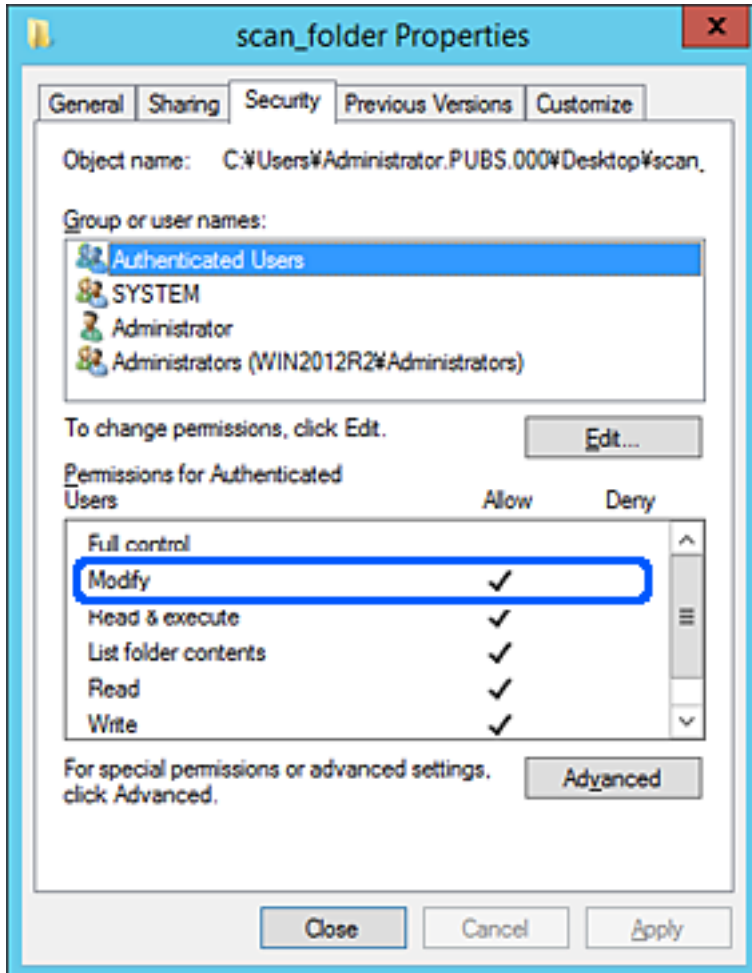 scan_folder Properties
x
General Sharing Security Previous Versions Customize
Object name: C:¥Users¥Administrator.PUBS.000¥Desktop¥scan_
Group or user names:
Authenticated Users
SYSTEM
Administrator
Administrators (WIN2012R2¥Administrators)
To change permissions, click Edit. Edit...
Permissions for Authenticated
Users Allow Deny
Full control
Modify
Read & execute
List folder contents
Read
Write
For special permissions or advanced settings, Advanced
click Advanced.
Close Cancel Apply